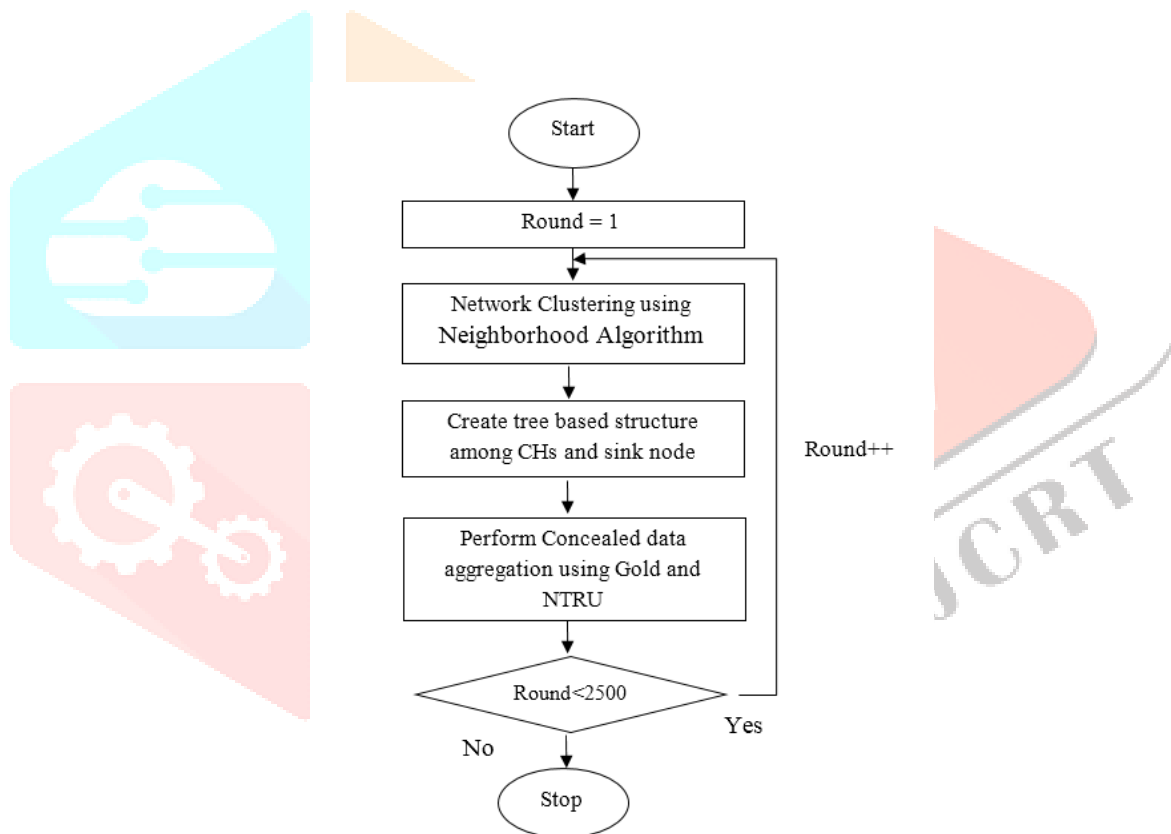 Start
Round = 1
Network Clustering using
Neighborhood Algorithm
Create tree based structure
among CHs and sink node
Round++
Perform Concealed data
aggregation using Gold and
NTRU
Round<2500
Yes
No
Stop
JCRT